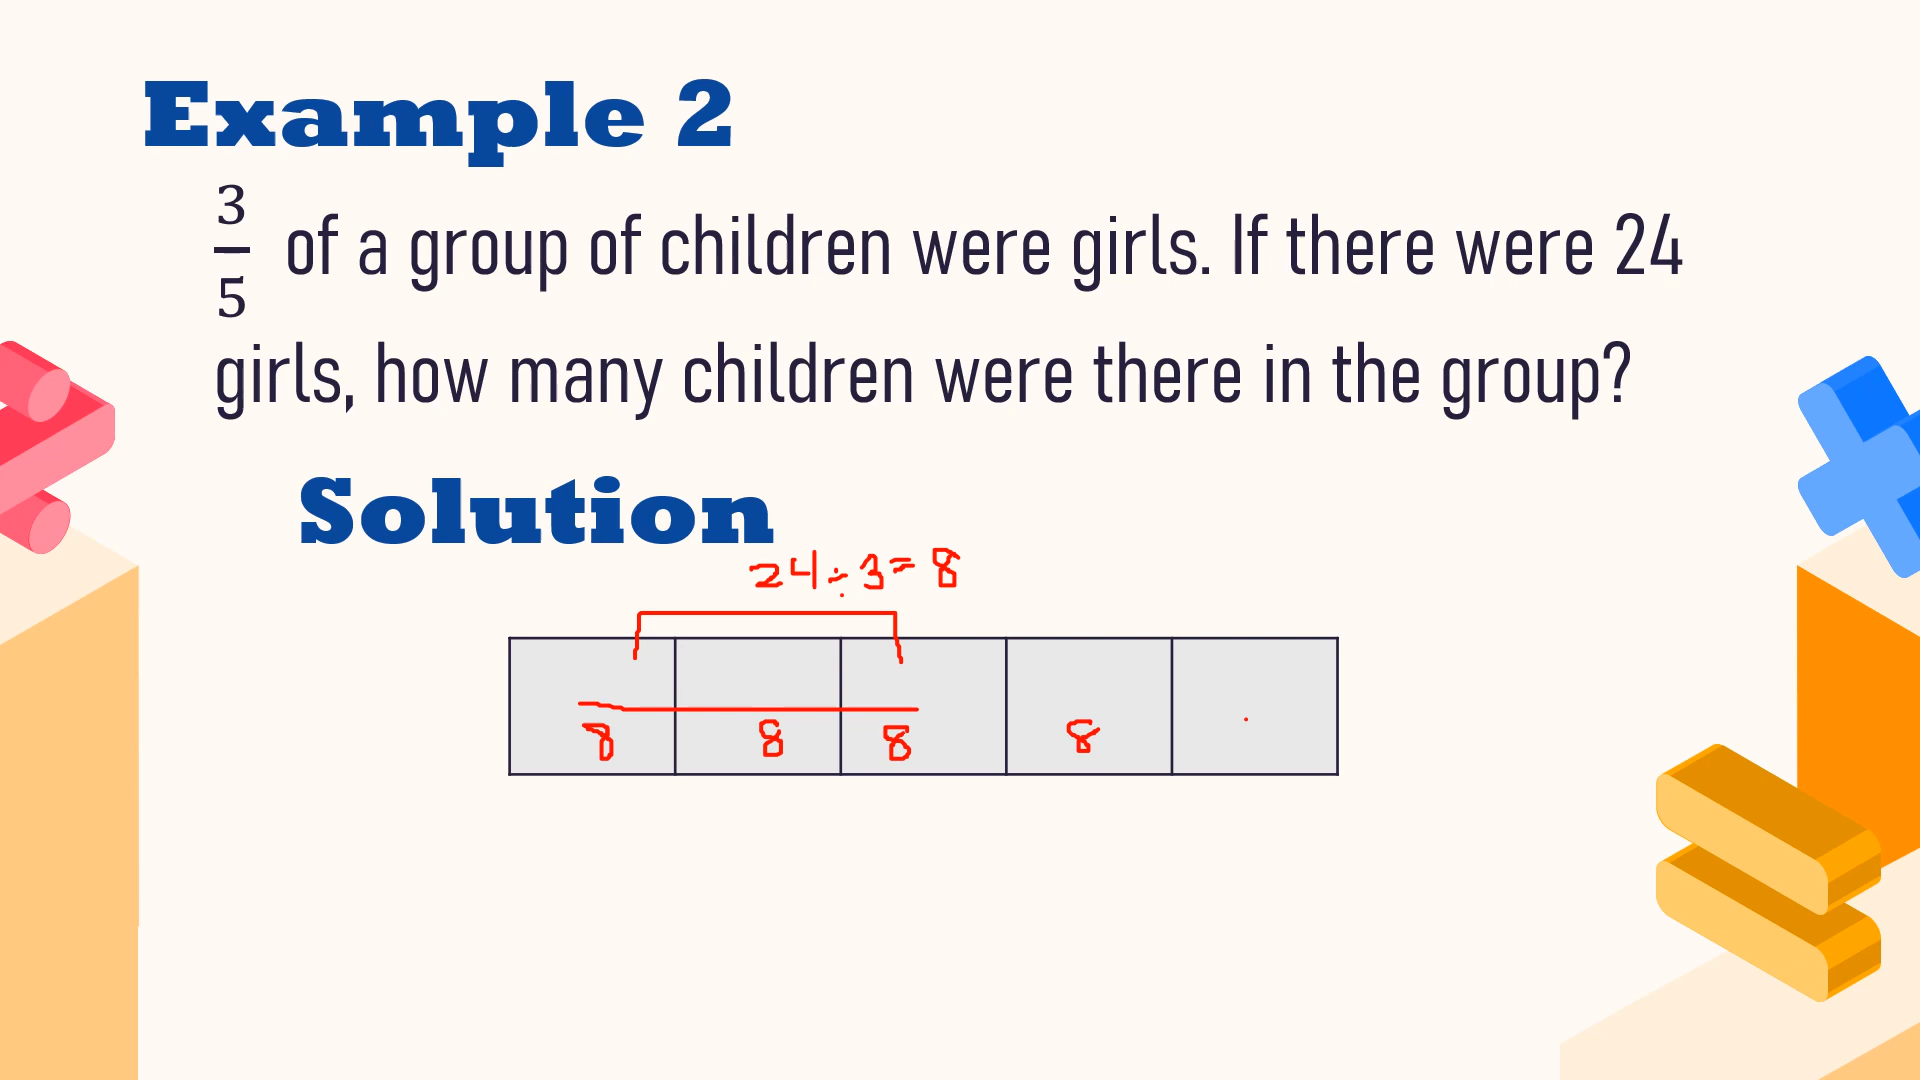 Example 2
3/5 of a group of children were girls. If there were 24
girls, how many children were there in the group?
Solution
24÷3=8
8 8 8 8